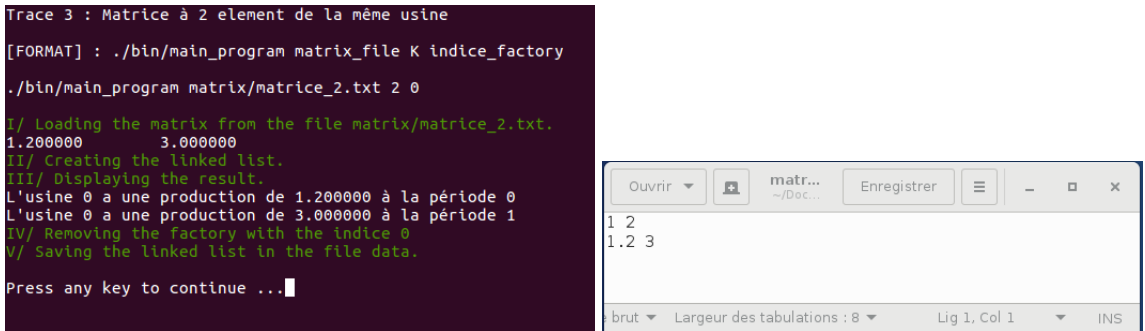 Trace 3 : Matrice à 2 element de la même usine
[FORMAT] : ./bin/main_program matrix_file K indice_factory
./bin/main_program matrix/matrice_2.txt 2 0
I/ Loading the matrix from the file matrix/matrice_2.txt.
1.200000 3.000000
II/ Creating the linked list.
III/ Displaying the result.
L'usine 0 a une production de 1.200000 à la période 0
L'usine 0 a une production de 3.000000 à la période 1
IV/ Removing the factory with the indice 0
V/ Saving the linked list in the file data.
Press any key to continue ...
Ouvrir matr... Enregistrer
~/Doc...
1 2
1.2 3
brut Largeur des tabulations : 8 Lig 1, Col 1 INS